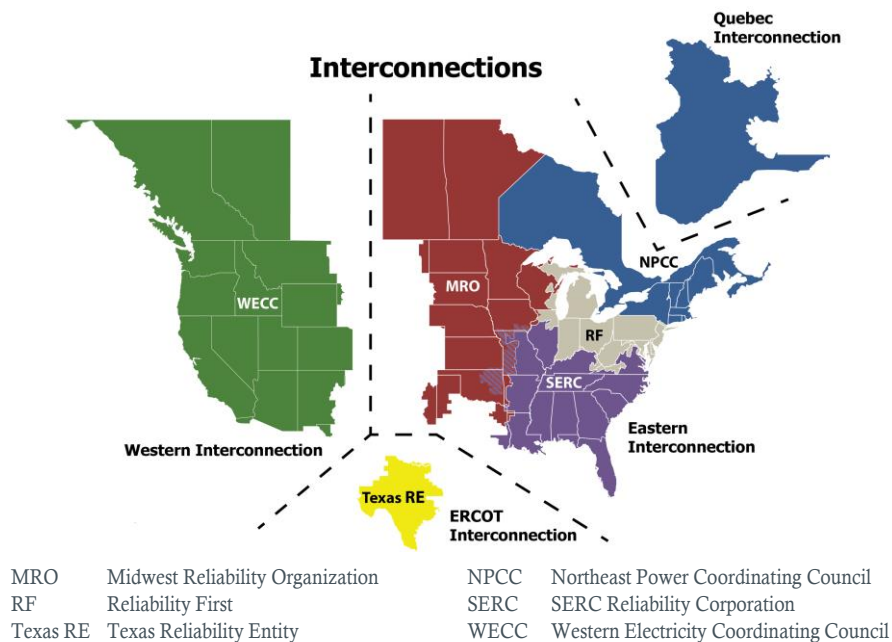 Quebec
Interconnection
Interconnections
NPCC
MRO
WECC
RF
SERC
Western Interconnection
Eastern
Interconnection
Texas RE
ERCOT
Interconnection
MRO Midwest Reliability Organization
NPCC Northeast Power Coordinating Council
RF Reliability First
SERC SERC Reliability Corporation
Texas RE Texas Reliability Entity
WECC Western Electricity Coordinating Council